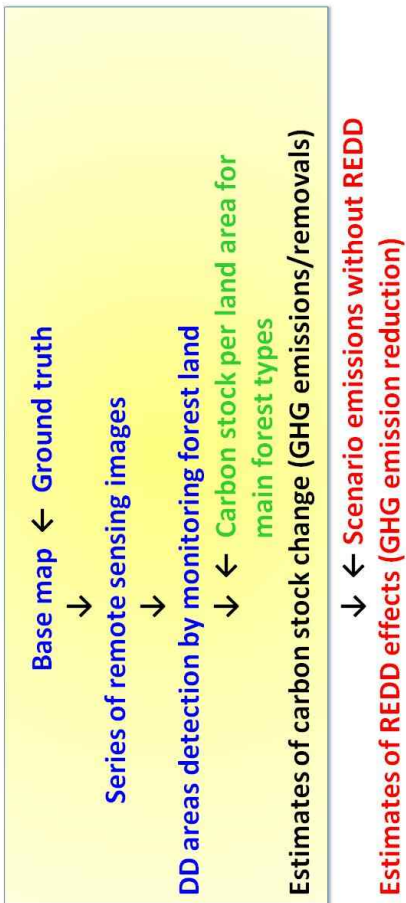 Base map ← Ground truth
↓
Series of remote sensing images
↓
DD areas detection by monitoring forest land
↓ ← Carbon stock per land area for
main forest types
Estimates of carbon stock change (GHG emissions/removals)
↓ ← Scenario emissions without REDD
Estimates of REDD effects (GHG emission reduction)